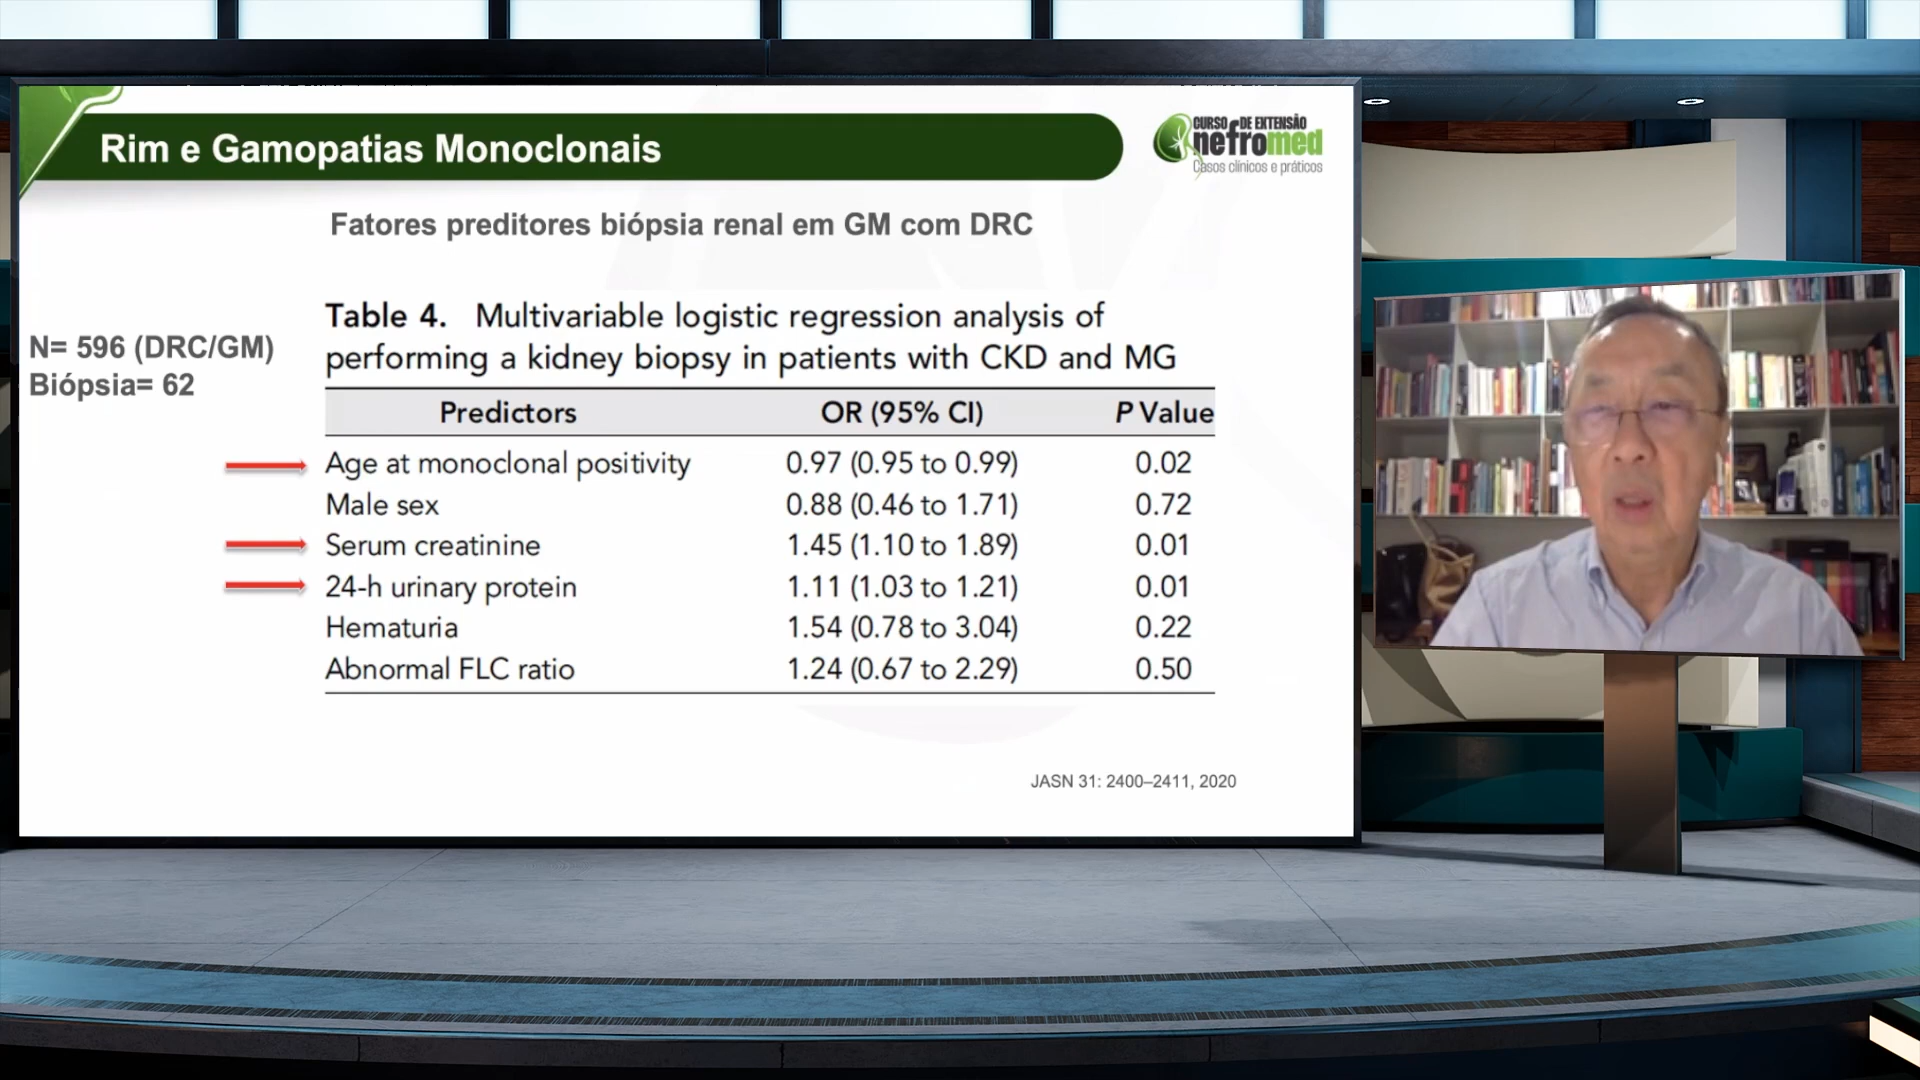 Rim e Gamopatias Monoclonais
CURSO DE EXTENSÃO
nefromed
Casos clínicos e práticos
Fatores preditores biópsia renal em GM com DRC
N= 596 (DRC/GM)
Biópsia= 62
Table 4. Multivariable logistic regression analysis of
performing a kidney biopsy in patients with CKD and MG
Predictors OR (95% CI) P Value
Age at monoclonal positivity 0.97 (0.95 to 0.99) 0.02
Male sex 0.88 (0.46 to 1.71) 0.72
Serum creatinine 1.45 (1.10 to 1.89) 0.01
24-h urinary protein 1.11 (1.03 to 1.21) 0.01
Hematuria 1.54 (0.78 to 3.04) 0.22
Abnormal FLC ratio 1.24 (0.67 to 2.29) 0.50
JASN 31: 2400–2411, 2020